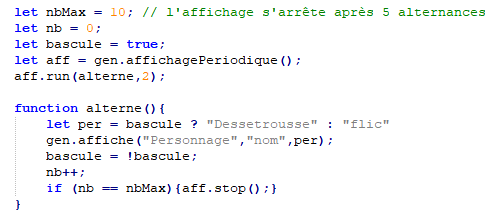 let nbMax = 10; // l'affichage s'arrête après 5 alternances
let nb = 0;
let bascule = true;
let aff = gen.affichagePeriodique();
aff.run(alterne,2);
function alterne(){
let per = bascule ? "Dessetrousse" : "flic"
gen.affiche("Personnage","nom",per);
bascule = !bascule;
nb++;
if (nb == nbMax){aff.stop();}
}